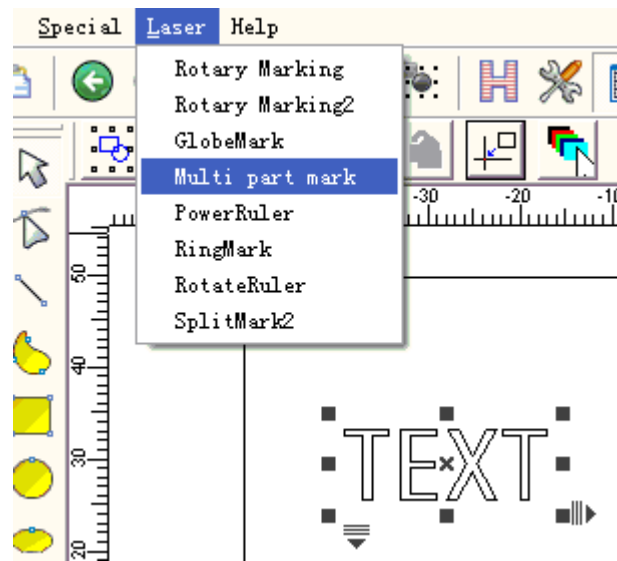 Special Laser Help
Rotary Marking
Rotary Marking2
GlobeMark
Multi part mark
PowerRuler
RingMark
RotateRuler
SplitMark2
-30 -20 -10
50
40
30
20
TEXT